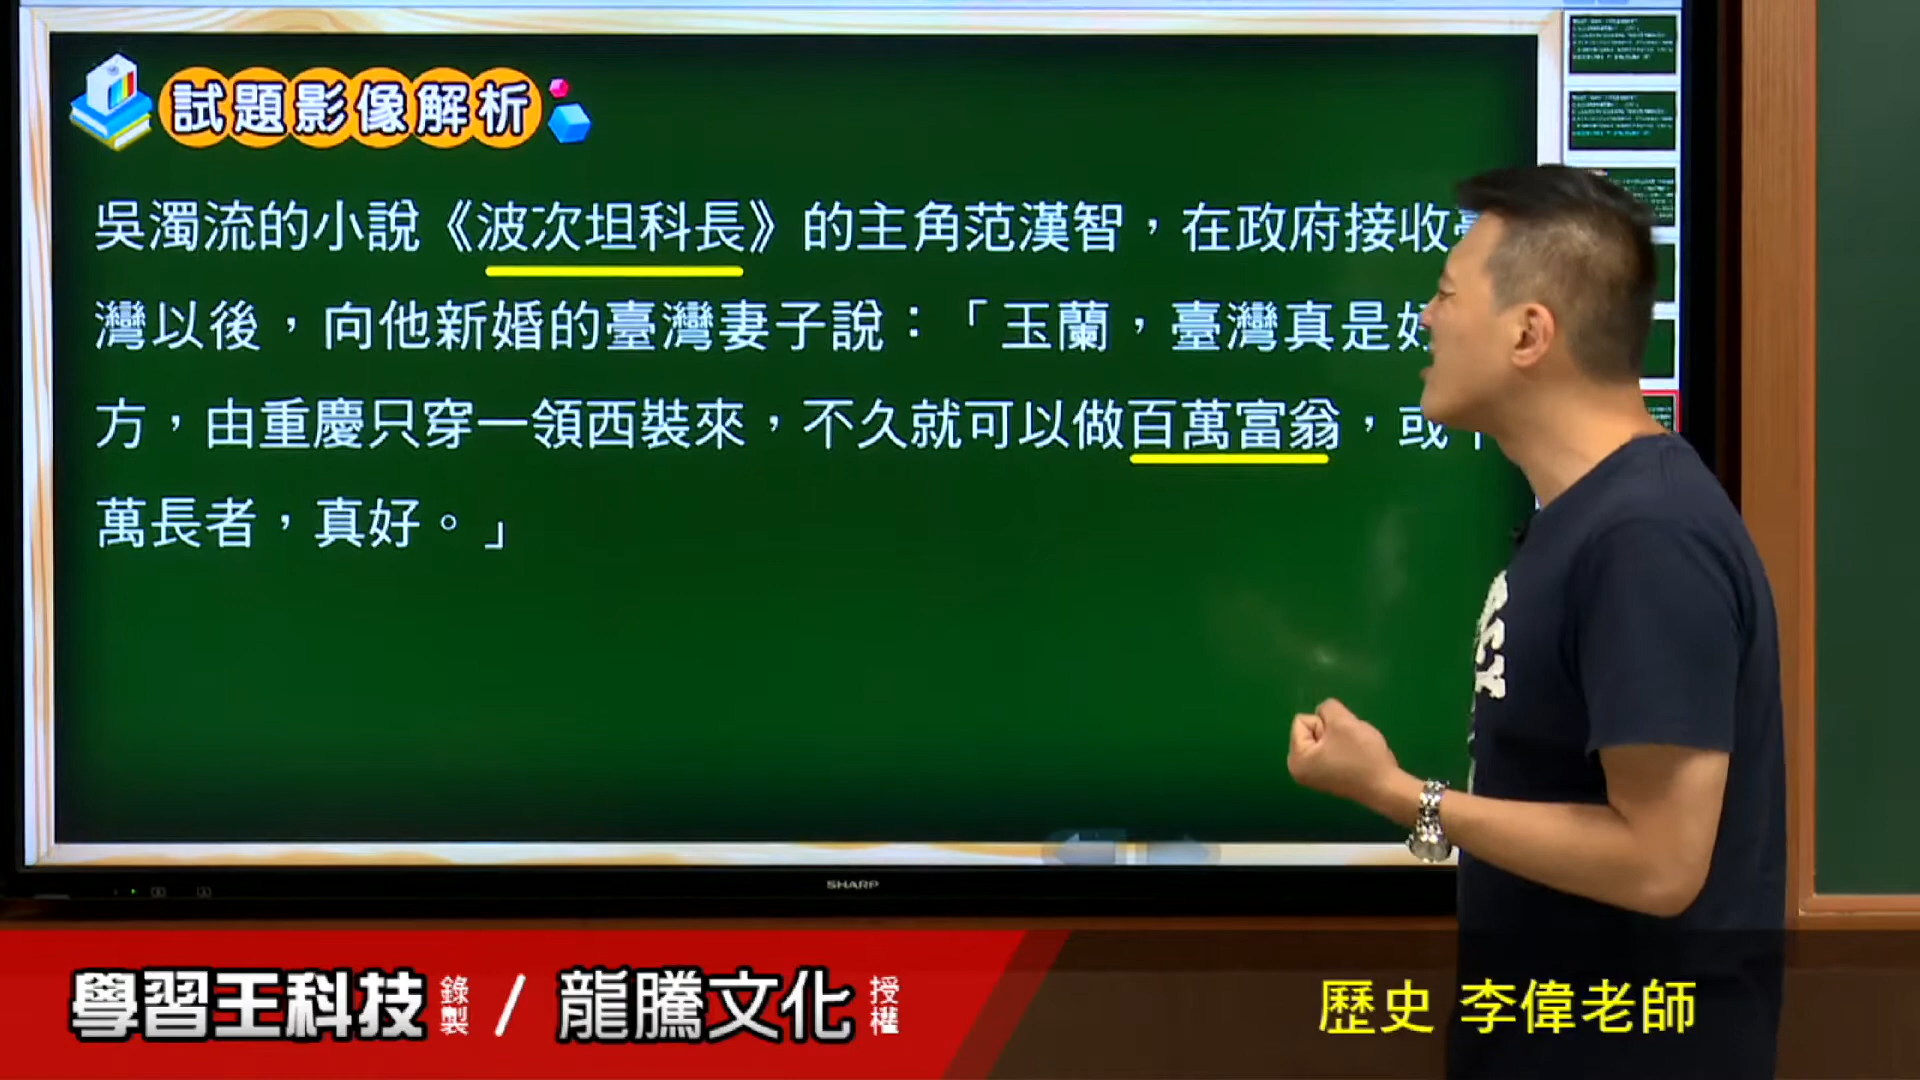 試題影像解析
吳濁流的小說《波次坦科長》的主角范漢智，在政府接收
灣以後，向他新婚的臺灣妻子說：「玉蘭，臺灣真是好
方，由重慶只穿一領西裝來，不久就可以做百萬富翁，或
萬長者，真好。」
SHARP
學習王科技 錄製 / 龍騰文化 授權
歷史 李偉老師